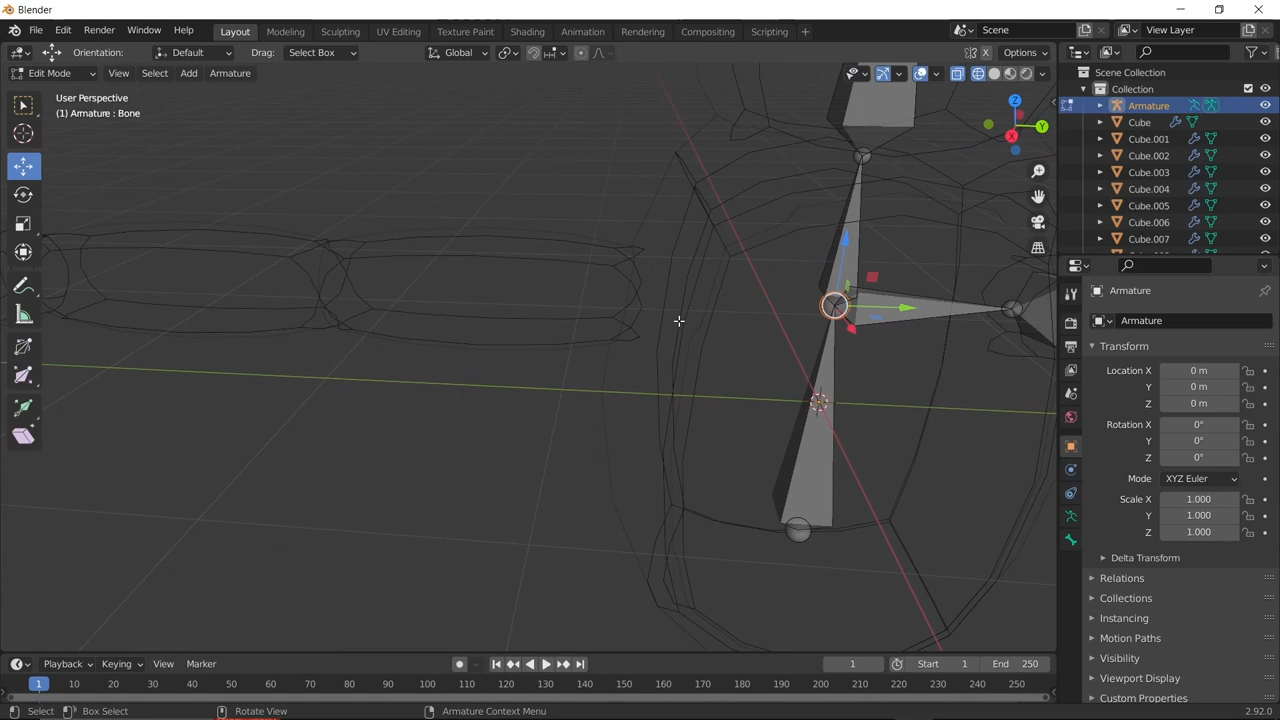 Blender
File Edit Render Window Help Layout Modeling Sculpting UV Editing Texture Paint Shading Animation Rendering Compositing Scripting + Scene View Layer
Orientation: Default Drag: Select Box Global X Options
Edit Mode View Select Add Armature
User Perspective
(1) Armature : Bone
Z
Y
X
Scene Collection
Collection
Armature
Cube
Cube.001
Cube.002
Cube.003
Cube.004
Cube.005
Cube.006
Cube.007
Armature
Armature
Transform
Location X 0 m
Y 0 m
Z 0 m
Rotation X 0°
Y 0°
Z 0°
Mode XYZ Euler
Scale X 1.000
Y 1.000
Z 1.000
Delta Transform
Relations
Collections
Instancing
Motion Paths
Visibility
Viewport Display
Custom Properties
Playback Keying View Marker 1 Start 1 End 250
1 10 20 30 40 50 60 70 80 90 100 110 120 130 140 150 160 170 180 190 200 210 220 230 240 250
Select Box Select Rotate View Armature Context Menu 2.92.0